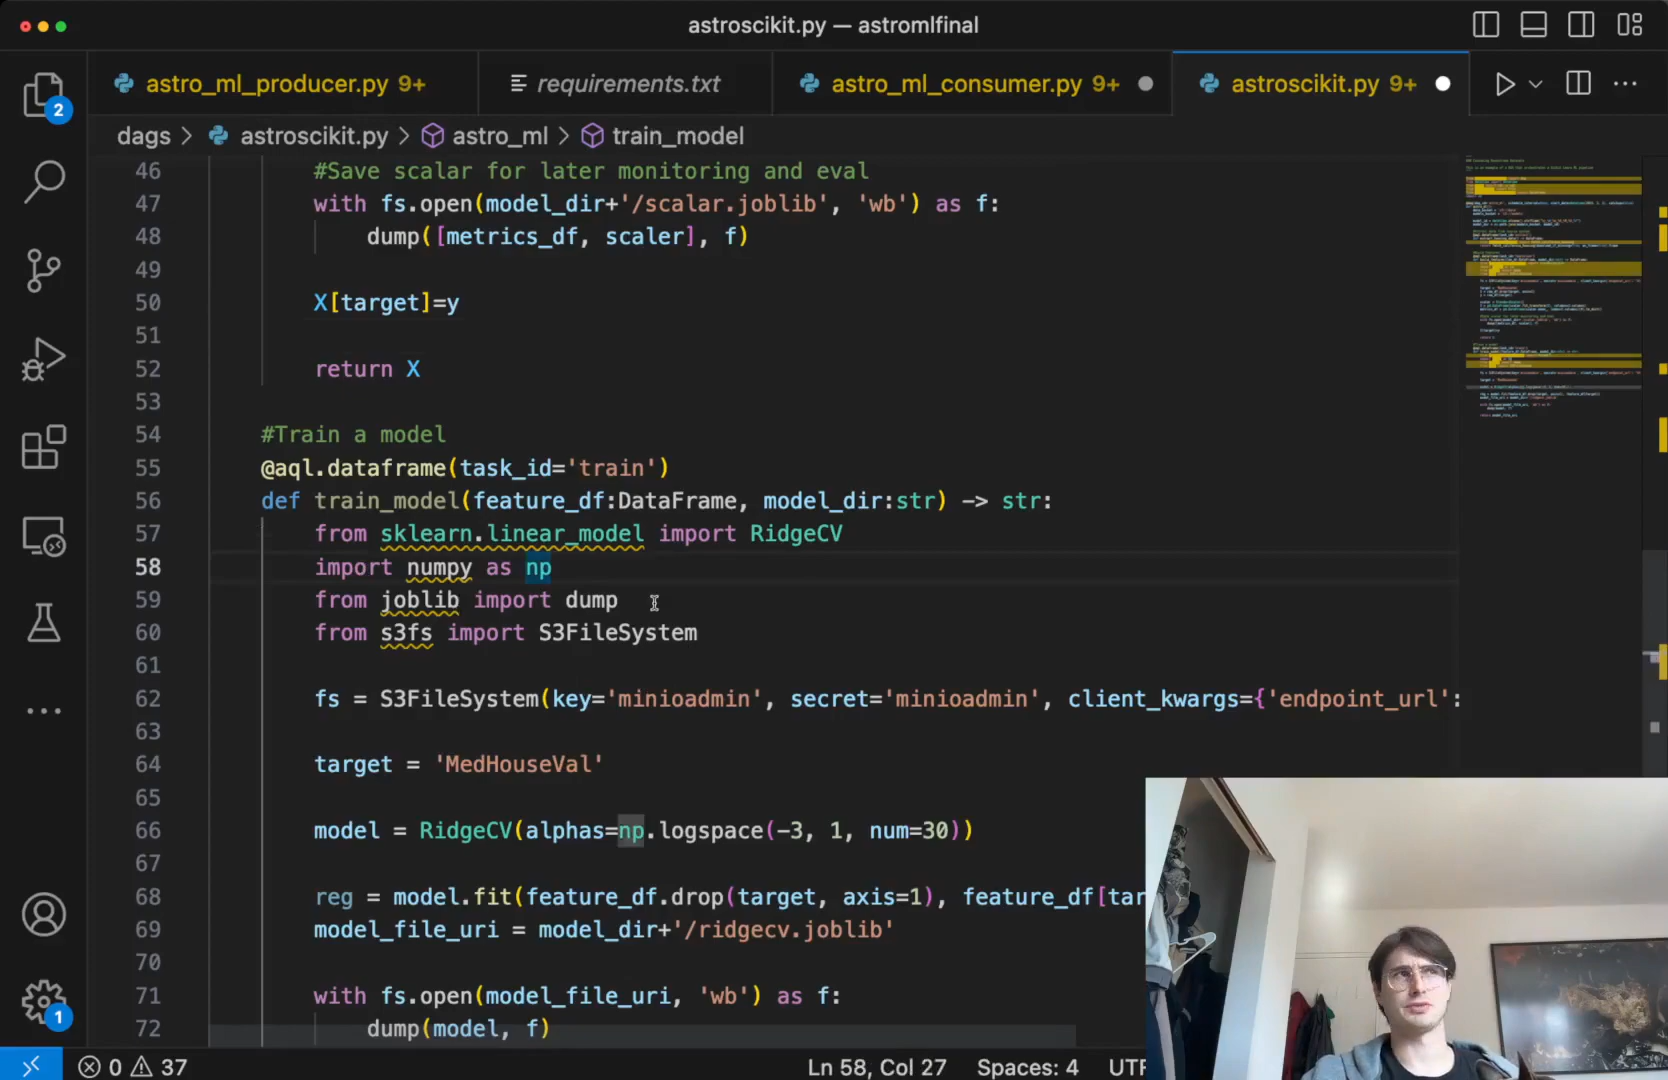 astroscikit.py — astromlfinal
astro_ml_producer.py 9+
requirements.txt
astro_ml_consumer.py 9+
astroscikit.py 9+
dags > astroscikit.py > astro_ml > train_model
2
46 #Save scalar for later monitoring and eval
47 with fs.open(model_dir+'/scalar.joblib', 'wb') as f:
48 dump([metrics_df, scaler], f)
49
50 X[target]=y
51
52 return X
53
54 #Train a model
55 @aql.dataframe(task_id='train')
56 def train_model(feature_df:DataFrame, model_dir:str) -> str:
57 from sklearn.linear_model import RidgeCV
58 import numpy as np
59 from joblib import dump
60 from s3fs import S3FileSystem
61
62 fs = S3FileSystem(key='minioadmin', secret='minioadmin', client_kwargs={'endpoint_url':
63
64 target = 'MedHouseVal'
65
66 model = RidgeCV(alphas=np.logspace(-3, 1, num=30))
67
68 reg = model.fit(feature_df.drop(target, axis=1), feature_df[tar
69 model_file_uri = model_dir+'/ridgecv.joblib'
70
71 with fs.open(model_file_uri, 'wb') as f:
72 dump(model, f)
1
0 37
Ln 58, Col 27 Spaces: 4 UTF